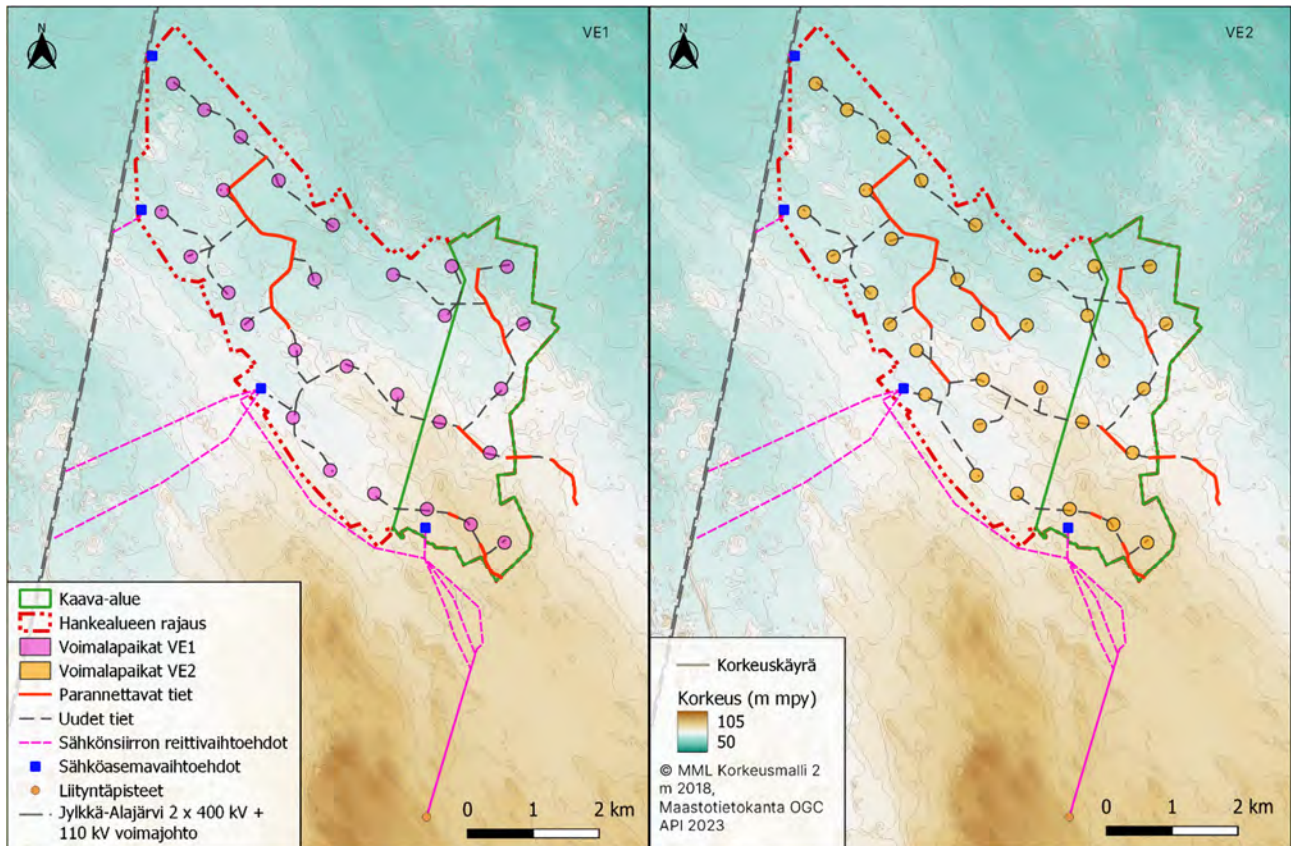 N
VE1
Kaava-alue
Hankealueen rajaus
Voimalapaikat VE1
Voimalapaikat VE2
Parannettavat tiet
Uudet tiet
Sähkönsiirron reittivaihtoehdot
Sähköasemavaihtoehdot
Liityntäpisteet
Jylkkä-Alajärvi 2 x 400 kV +
110 kV voimajohto
0 1 2 km
N
VE2
Korkeuskäyrä
Korkeus (m mpy)
105
50
© MML Korkeusmalli 2
m 2018,
Maastotietokanta OGC
API 2023
0 1 2 km